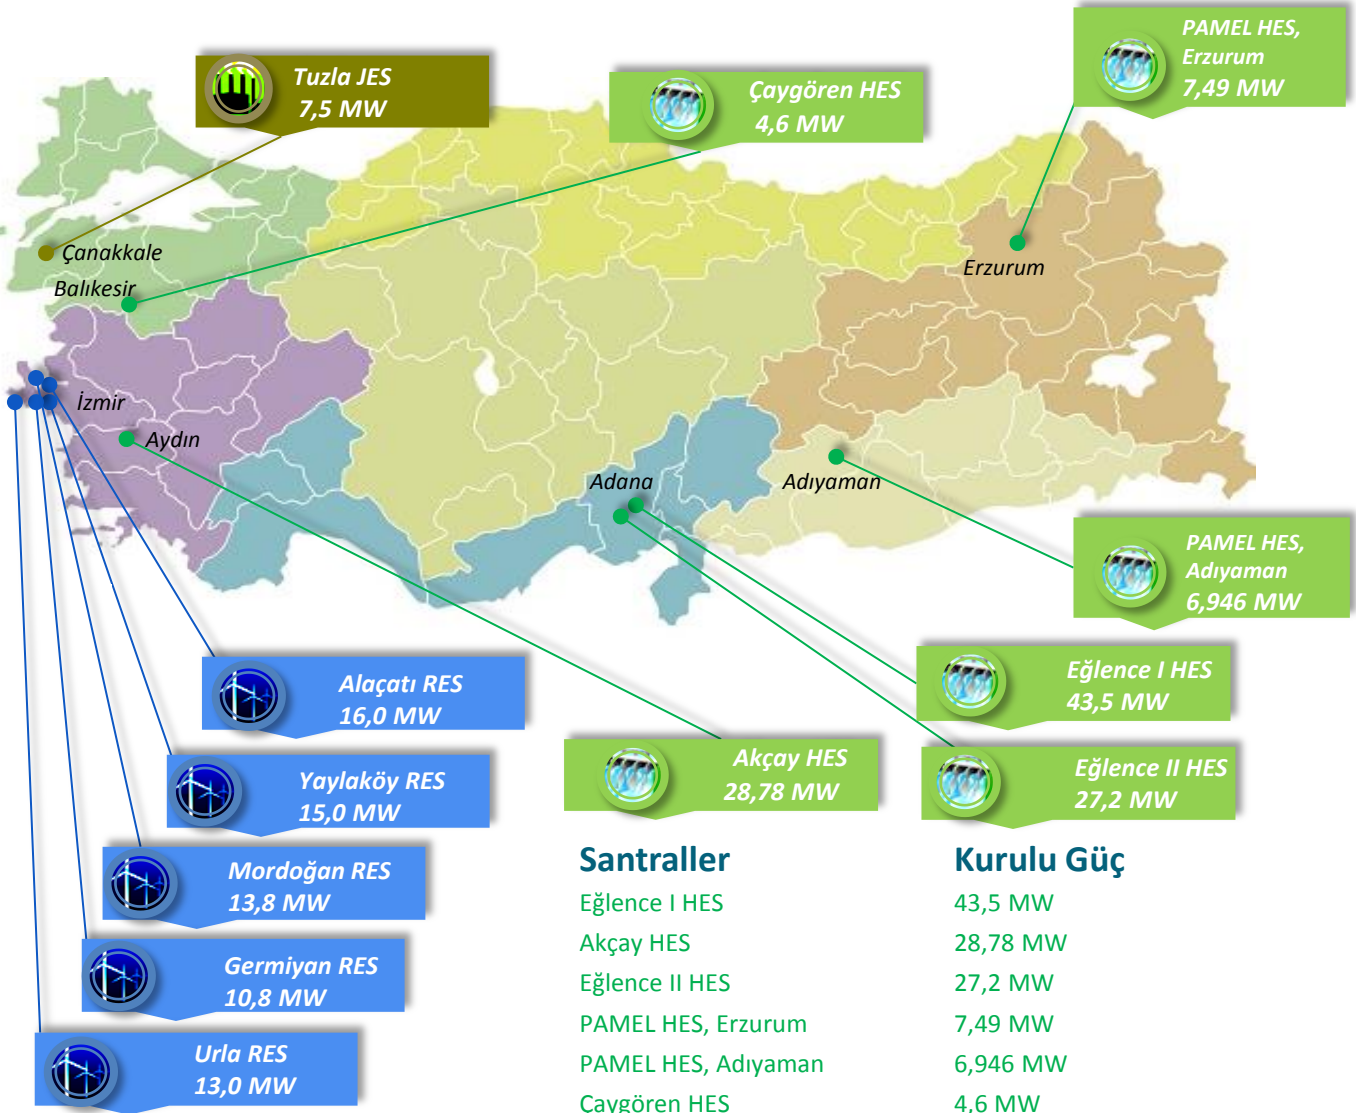 PAMEL HES,
Erzurum
7,49 MW
Tuzla JES
7,5 MW
Çaygören HES
4,6 MW
Çanakkale
Balıkesir
Erzurum
İzmir
Aydın
Adana
Adıyaman
PAMEL HES,
Adıyaman
6,946 MW
Alaçatı RES
16,0 MW
Eğlence I HES
43,5 MW
Akçay HES
28,78 MW
Eğlence II HES
27,2 MW
Yaylaköy RES
15,0 MW
Mordoğan RES
13,8 MW
Germiyan RES
10,8 MW
Urla RES
13,0 MW
Santraller Kurulu Güç
Eğlence I HES 43,5 MW
Akçay HES 28,78 MW
Eğlence II HES 27,2 MW
PAMEL HES, Erzurum 7,49 MW
PAMEL HES, Adıyaman 6,946 MW
Çaygören HES 4,6 MW